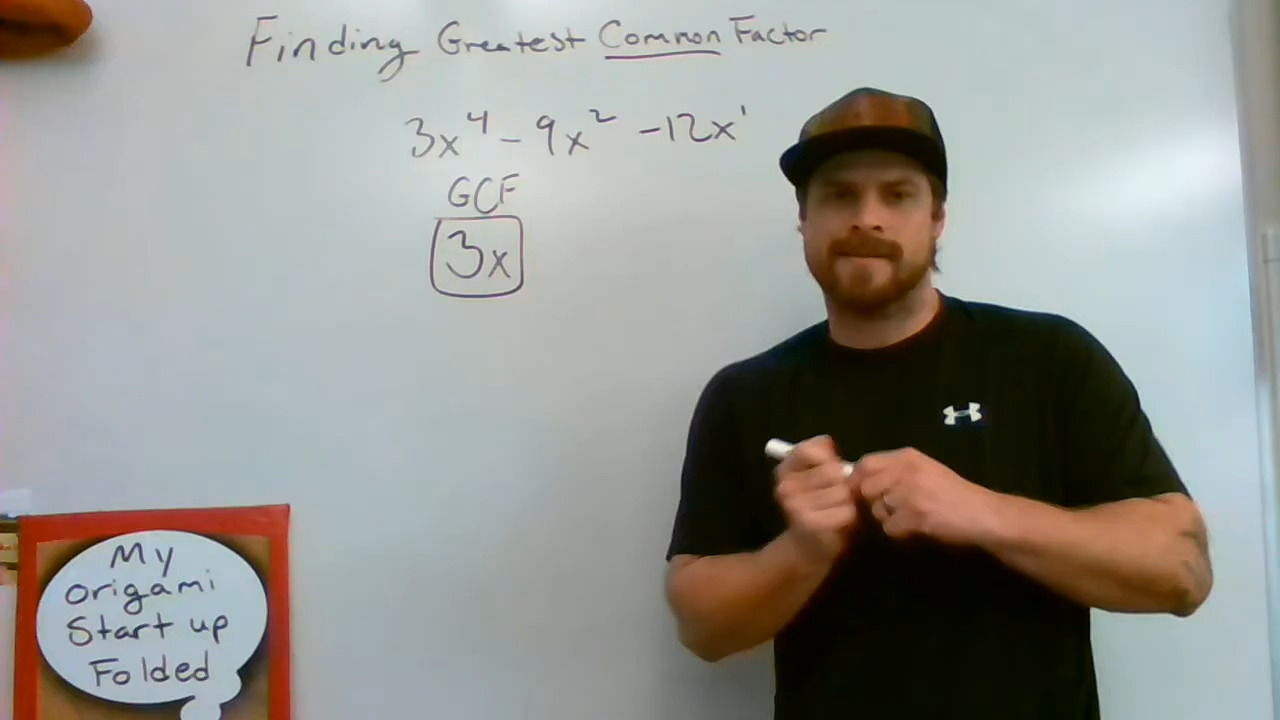 Finding Greatest Common Factor
3x⁴ - 9x² - 12x¹
GCF
3x
My
origami
Start up
Folded